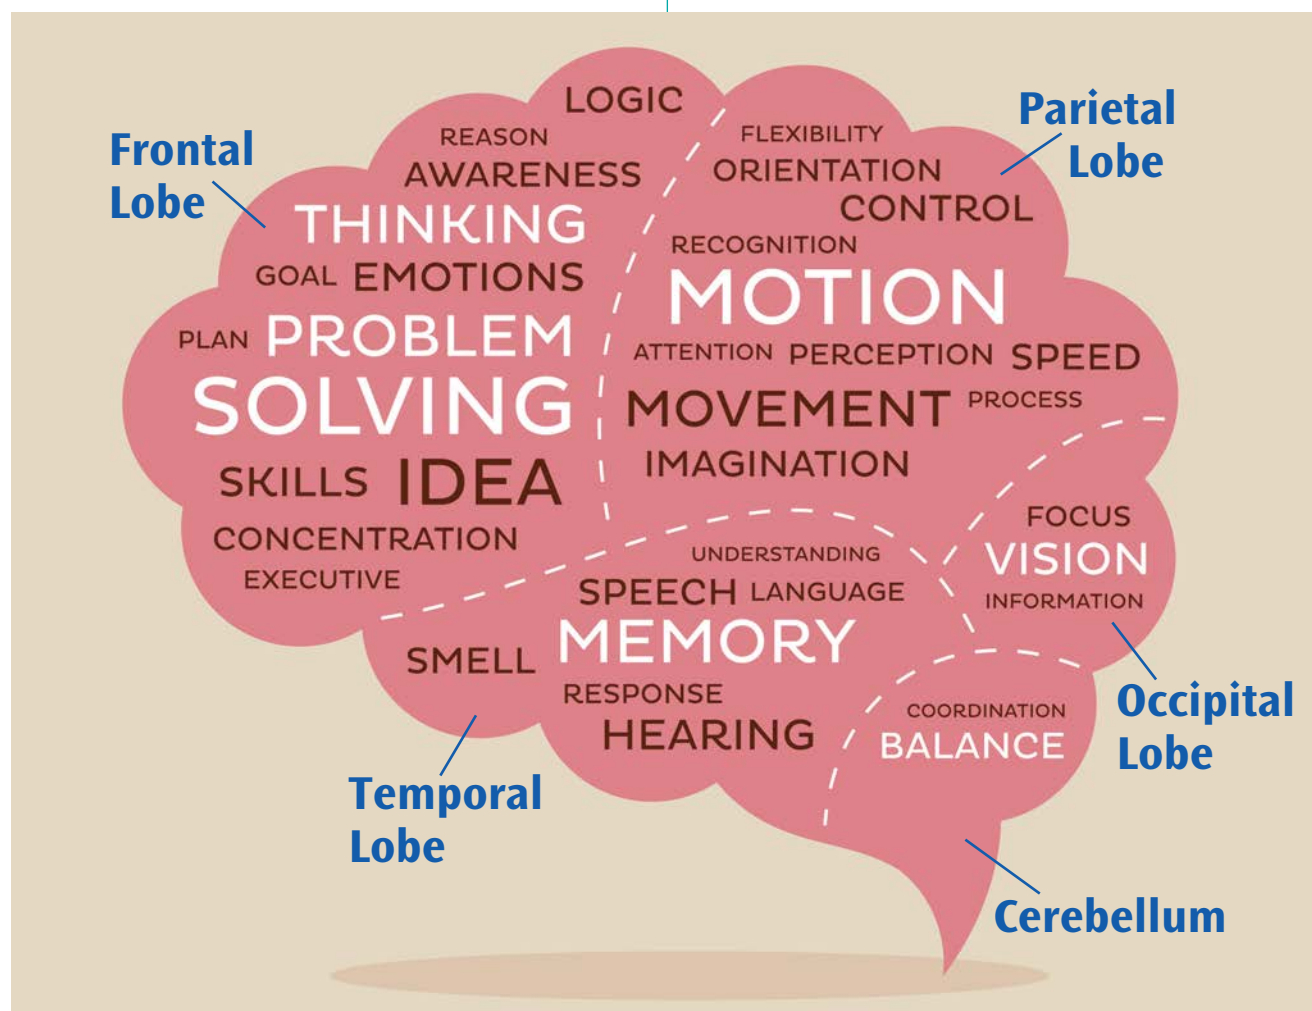 Frontal
Lobe
LOGIC
REASON
AWARENESS
THINKING
GOAL EMOTIONS
PLAN PROBLEM
SOLVING
SKILLS IDEA
CONCENTRATION
EXECUTIVE
Parietal
Lobe
FLEXIBILITY
ORIENTATION
CONTROL
RECOGNITION
MOTION
ATTENTION PERCEPTION SPEED
MOVEMENT PROCESS
IMAGINATION
FOCUS
VISION
INFORMATION
Occipital
Lobe
UNDERSTANDING
SPEECH LANGUAGE
SMELL MEMORY
RESPONSE
HEARING
Temporal
Lobe
COORDINATION
BALANCE
Cerebellum